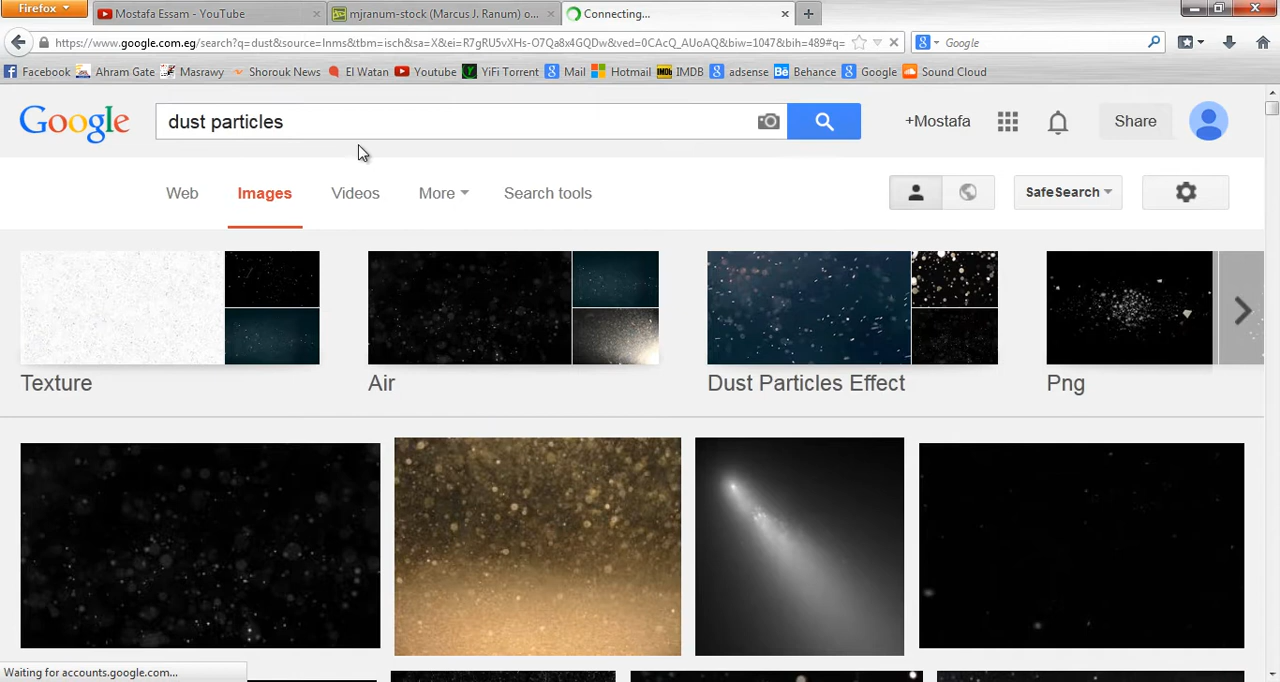 Firefox
Mostafa Essam - YouTube
mjranum-stock (Marcus J. Ranum) o...
Connecting...
https://www.google.com.eg/search?q=dust&source=lnms&tbm=isch&sa=X&ei=R7gRU5vXHs-O7Qa8x4GQDw&ved=0CAcQ_AUoAQ&biw=1047&bih=489#q=
Google
Facebook Ahram Gate Masrawy Shorouk News El Watan Youtube YiFi Torrent Mail Hotmail IMDB adsense Behance Google Sound Cloud
Google
dust particles
+Mostafa
Share
Web Images Videos More Search tools
SafeSearch
Texture
Air
Dust Particles Effect
Png
Waiting for accounts.google.com...